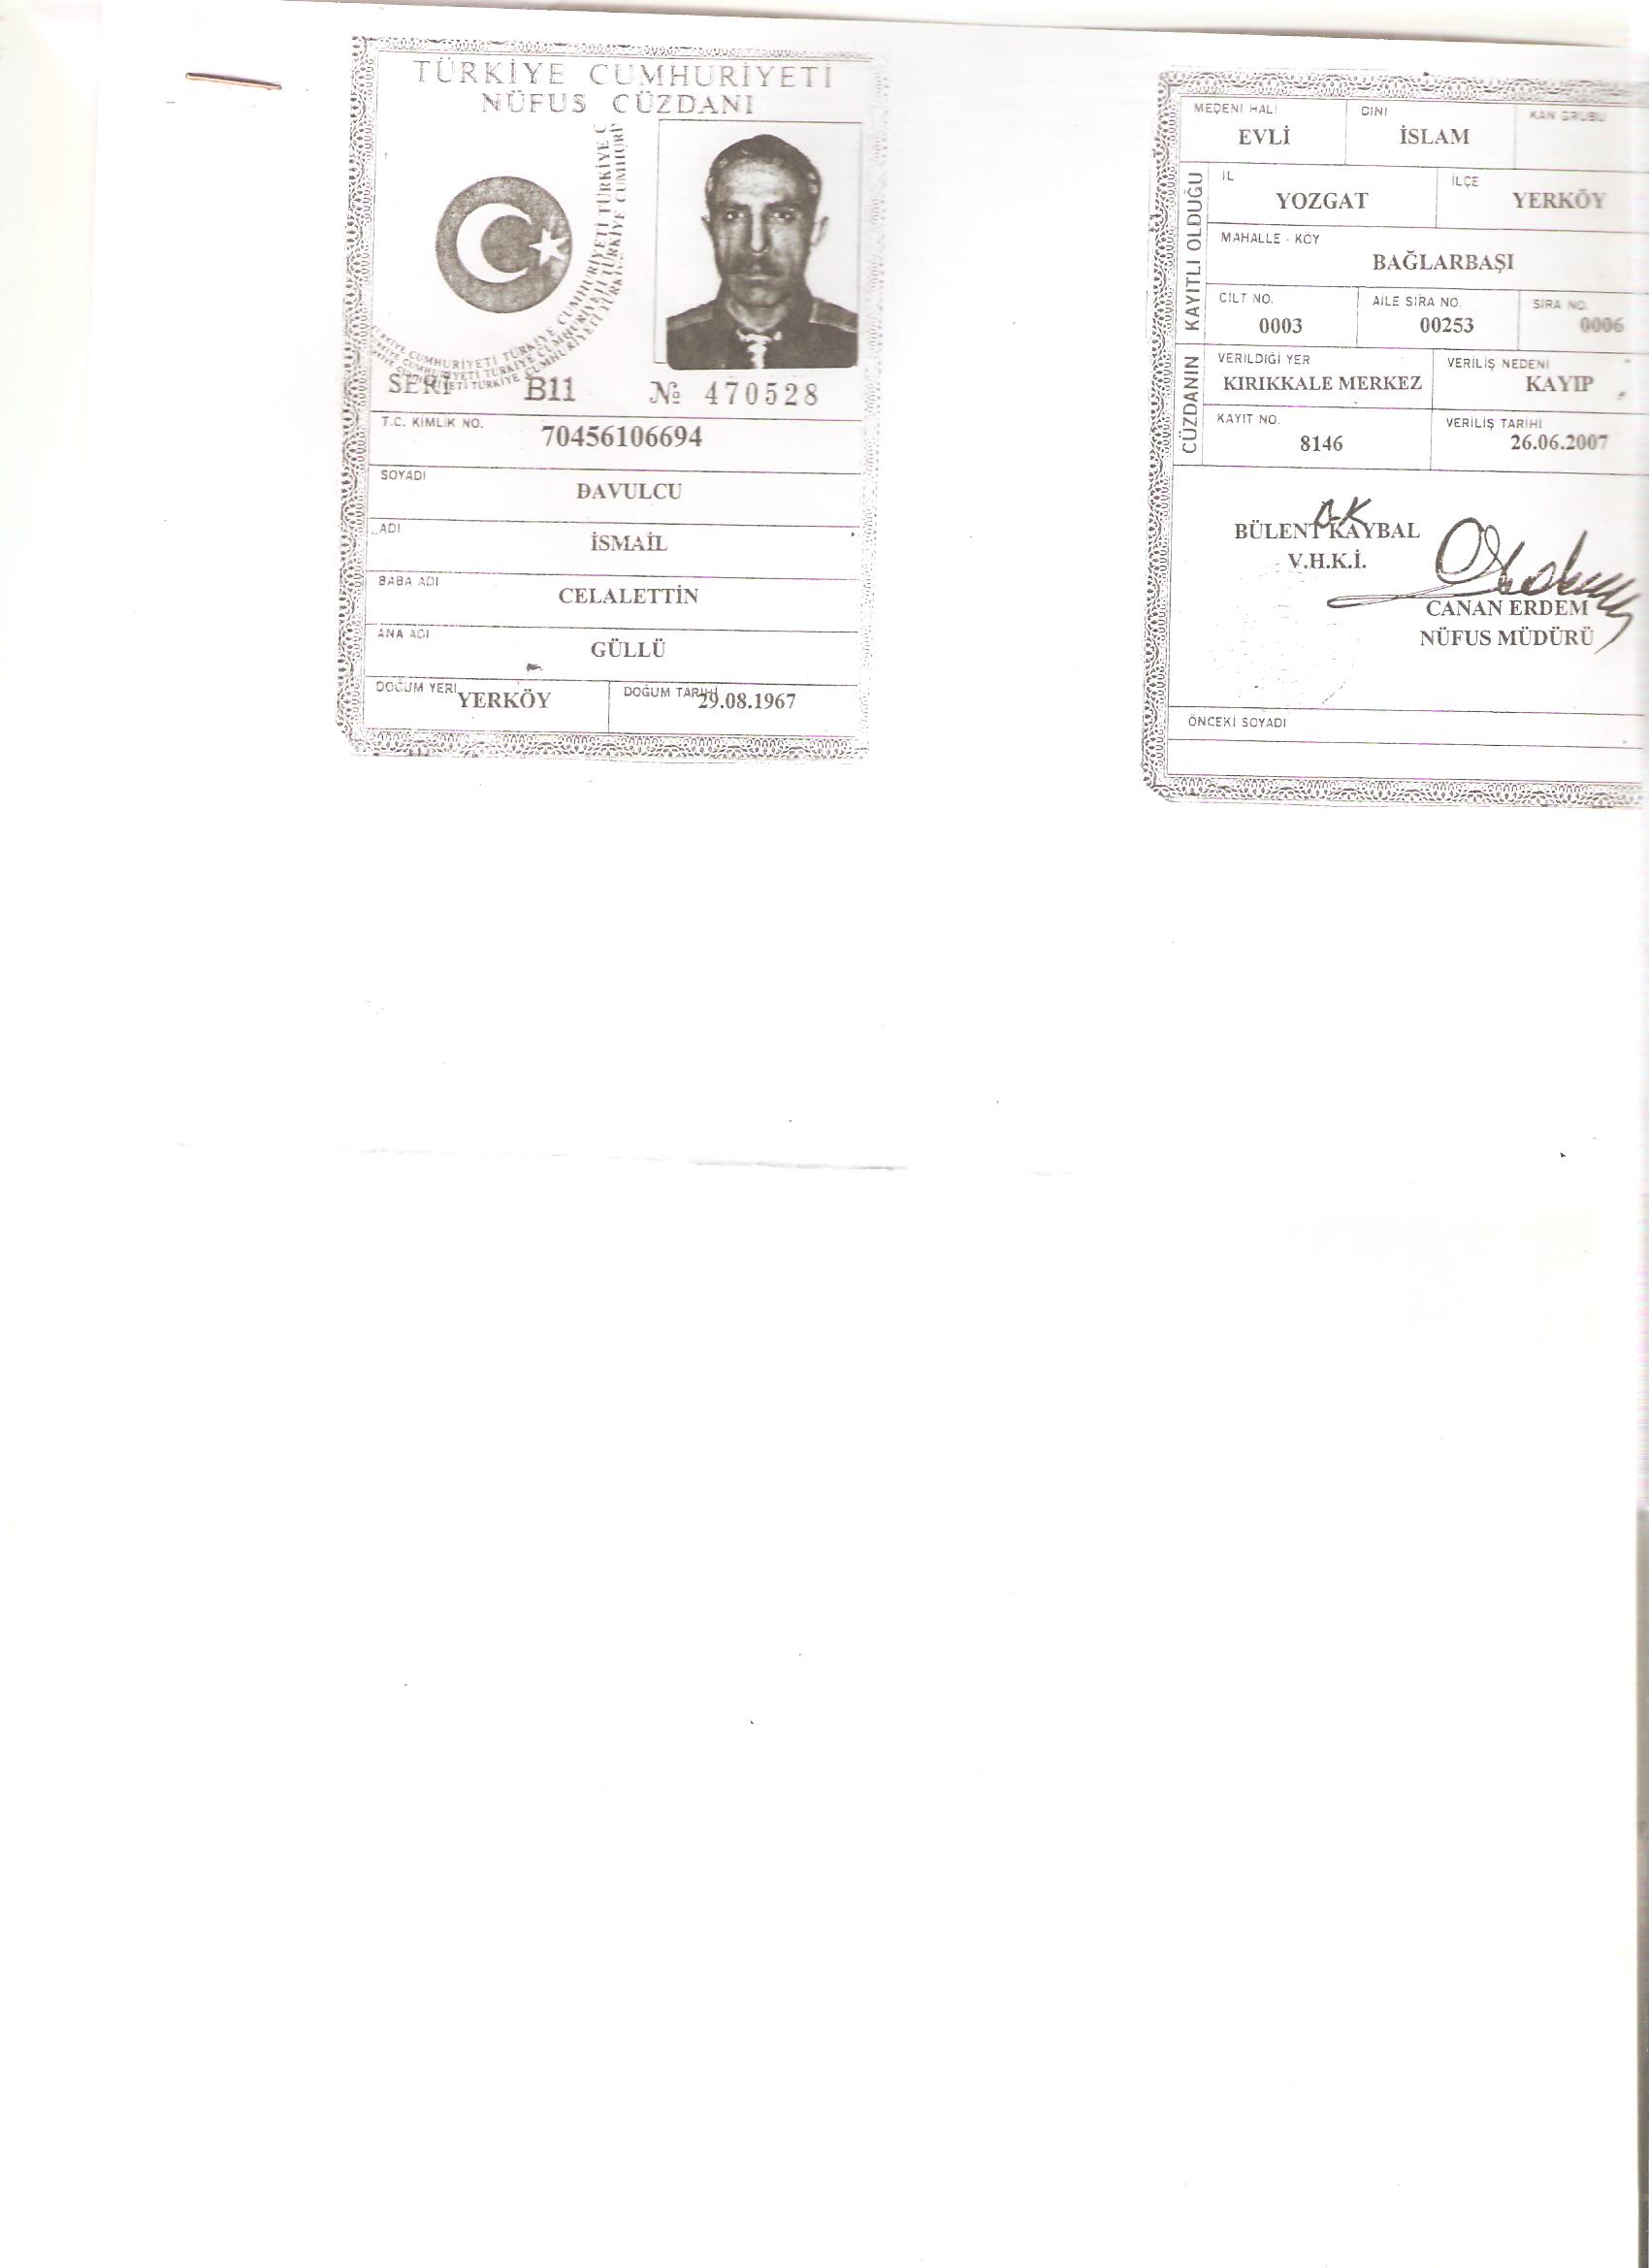 TÜRKİYE CUMHURİYETİ
NÜFUS CÜZDANI
SERİ B11 № 470528
T.C. KİMLİK NO. 70456106694
SOYADI DAVULCU
ADI İSMAİL
BABA ADI CELALETTİN
ANA ADI GÜLLÜ
DOĞUM YERİ YERKÖY DOĞUM TARİHİ 29.08.1967
MEDENİ HALİ DİNİ KAN GRUBU
EVLİ İSLAM
KAYITLI OLDUĞU
İL İLÇE
YOZGAT YERKÖY
MAHALLE - KÖY
BAĞLARBAŞI
CİLT NO. AİLE SIRA NO. SIRA NO.
0003 00253 0006
CÜZDANIN
VERİLDİĞİ YER VERİLİŞ NEDENİ
KIRIKKALE MERKEZ KAYIP
KAYIT NO. VERİLİŞ TARİHİ
8146 26.06.2007
BÜLENT KAYBAL
V.H.K.İ.
CANAN ERDEM
NÜFUS MÜDÜRÜ
ÖNCEKİ SOYADI